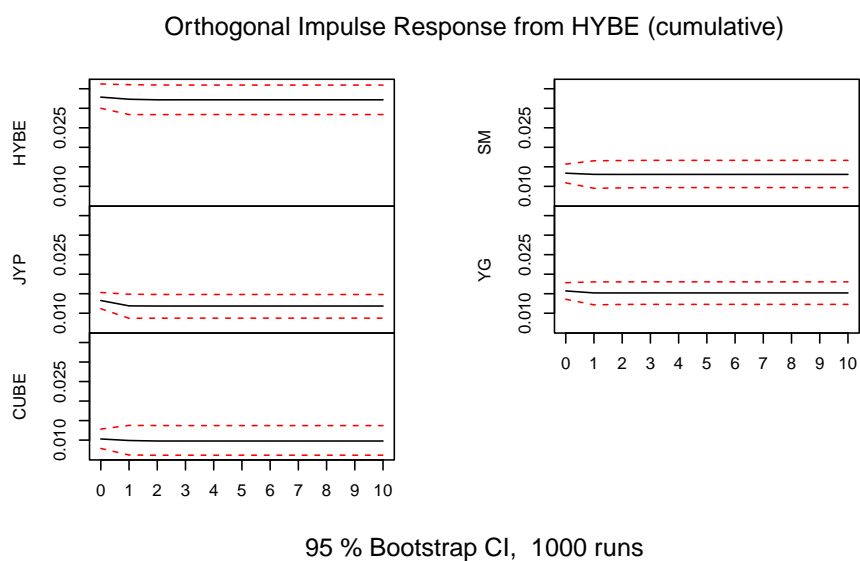 Orthogonal Impulse Response from HYBE (cumulative)
HYBE
0.010 0.025
JYP
0.010 0.025
CUBE
0.010 0.025
0 1 2 3 4 5 6 7 8 9 10
SM
0.010 0.025
YG
0.010 0.025
0 1 2 3 4 5 6 7 8 9 10
95 % Bootstrap CI, 1000 runs